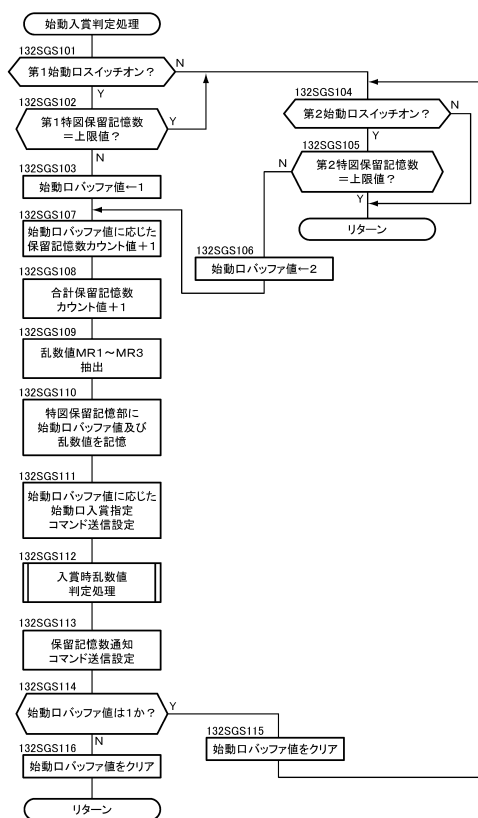 始動入賞判定処理
132SGS101
第1始動口スイッチオン？
N
Y
132SGS102
第1特図保留記憶数
＝上限値？
Y
N
132SGS103
始動口バッファ値←1
132SGS104
第2始動口スイッチオン？
N
Y
132SGS105
第2特図保留記憶数
＝上限値？
N
Y
リターン
132SGS106
始動口バッファ値←2
132SGS107
始動口バッファ値に応じた
保留記憶数カウント値＋1
132SGS108
合計保留記憶数
カウント値＋1
132SGS109
乱数値MR1～MR3
抽出
132SGS110
特図保留記憶部に
始動口バッファ値及び
乱数値を記憶
132SGS111
始動口バッファ値に応じた
始動口入賞指定
コマンド送信設定
132SGS112
入賞時乱数値
判定処理
132SGS113
保留記憶数通知
コマンド送信設定
132SGS114
始動口バッファ値は1か？
Y
N
132SGS115
始動口バッファ値をクリア
132SGS116
始動口バッファ値をクリア
リターン